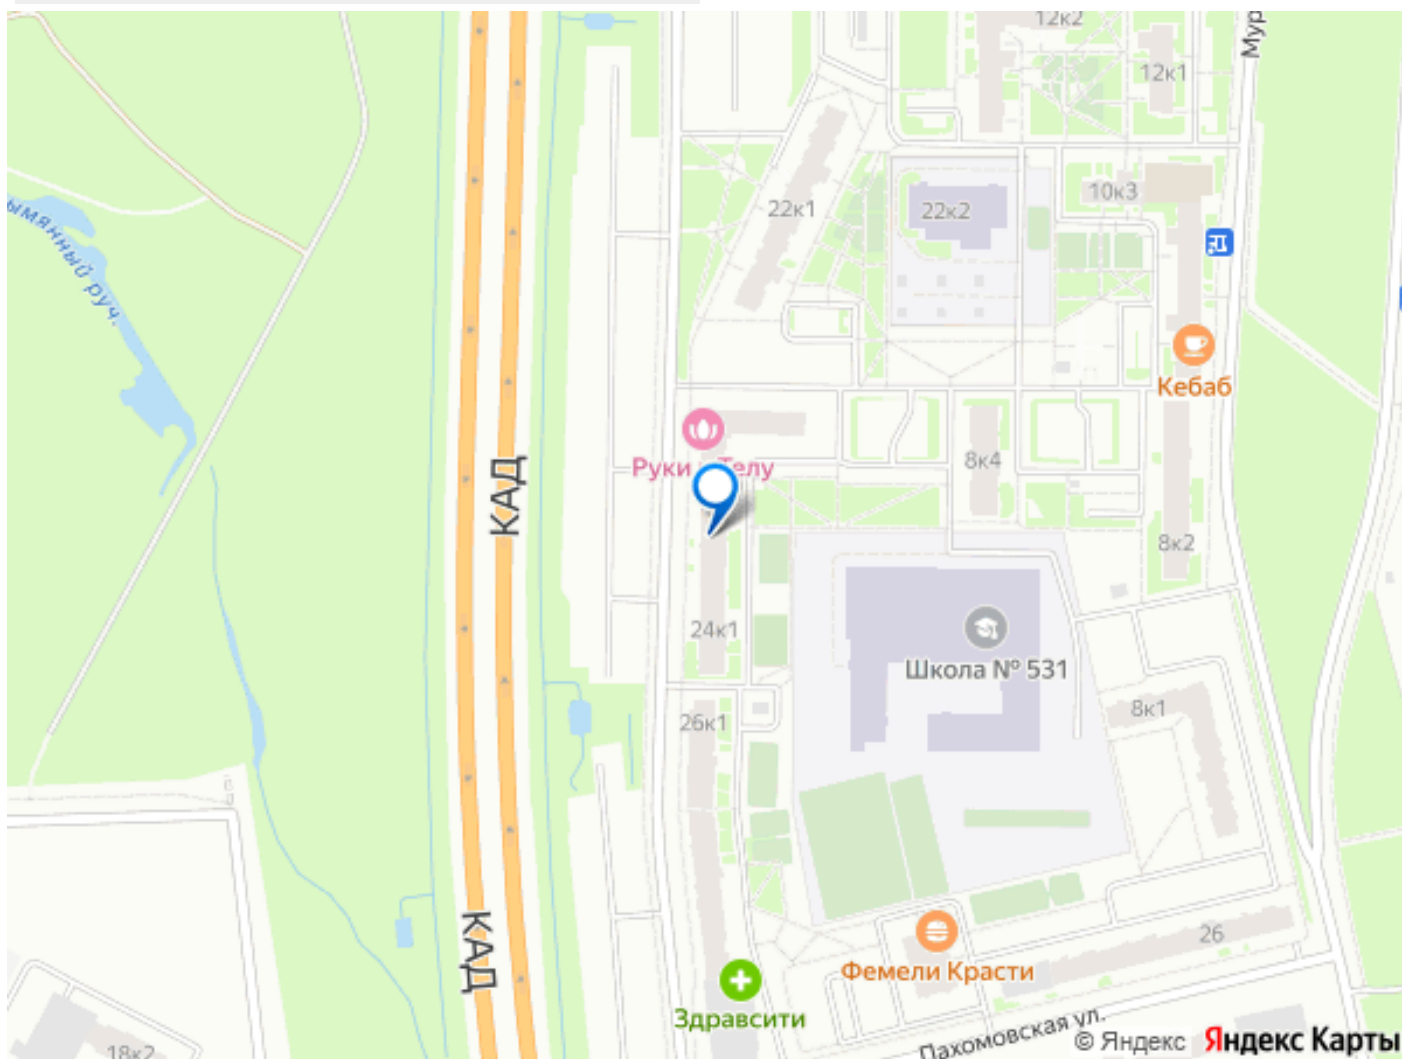 12к2
Мур
12к1
10к3
22к1
22к2
ымянный руч.
Кебаб
Руки Телу
КАД
8к4
8к2
24к1
Школа № 531
26к1
8к1
КАД
26
Фемели Красти
Здравсити
Пахомовская ул.
18к2
© Яндекс Яндекс Карты